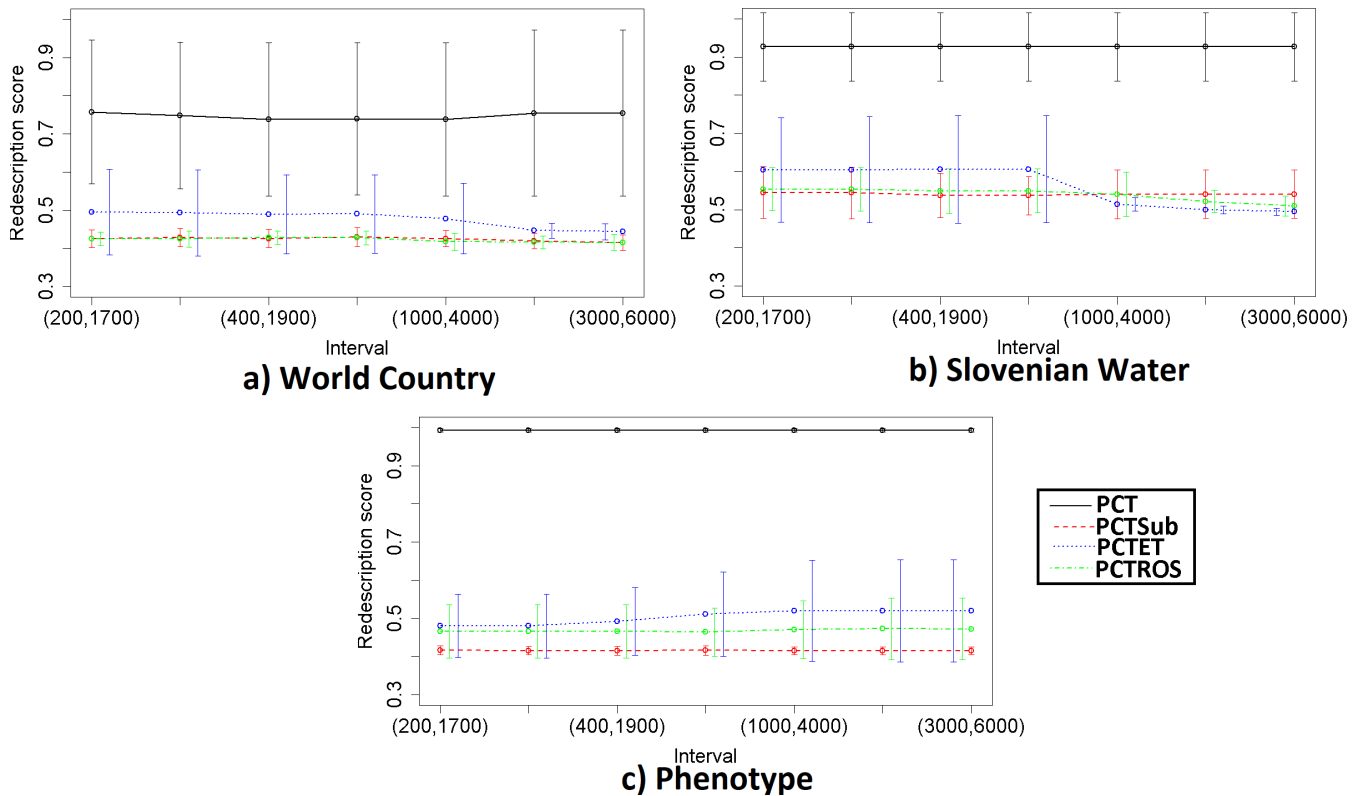 Redescription score
0.9
0.7
0.5
0.3
(200,1700) (400,1900) (1000,4000) (3000,6000)
Interval
a) World Country
Redescription score
0.9
0.7
0.5
0.3
(200,1700) (400,1900) (1000,4000) (3000,6000)
Interval
b) Slovenian Water
Redescription score
0.9
0.7
0.5
0.3
(200,1700) (400,1900) (1000,4000) (3000,6000)
Interval
c) Phenotype
PCT
PCTSub
PCTET
PCTROS